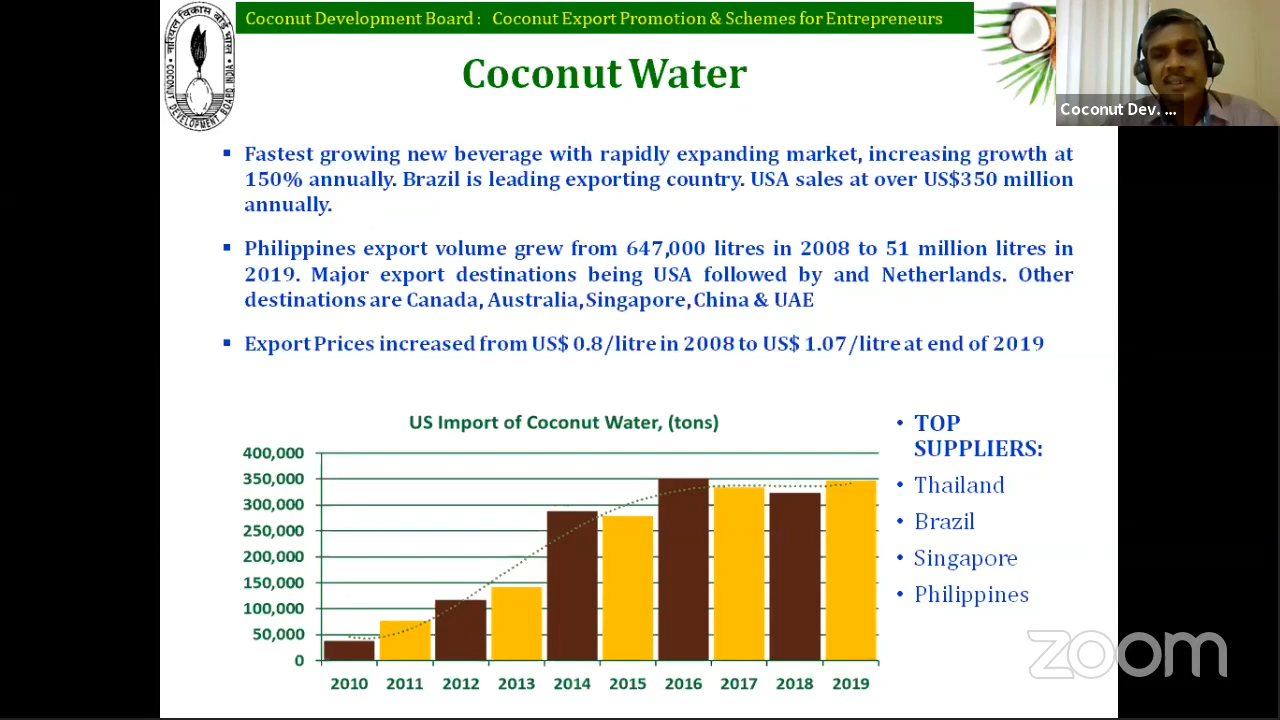 Coconut Development Board : Coconut Export Promotion & Schemes for Entrepreneurs
नारियल विकास बोर्ड भारत
COCONUT DEVELOPMENT BOARD INDIA
Coconut Water
Coconut Dev. ...
▪ Fastest growing new beverage with rapidly expanding market, increasing growth at
150% annually. Brazil is leading exporting country. USA sales at over US$350 million
annually.
▪ Philippines export volume grew from 647,000 litres in 2008 to 51 million litres in
2019. Major export destinations being USA followed by and Netherlands. Other
destinations are Canada, Australia, Singapore, China & UAE
▪ Export Prices increased from US$ 0.8/litre in 2008 to US$ 1.07/litre at end of 2019
US Import of Coconut Water, (tons)
400,000
350,000
300,000
250,000
200,000
150,000
100,000
50,000
0
2010 2011 2012 2013 2014 2015 2016 2017 2018 2019
• TOP
SUPPLIERS:
• Thailand
• Brazil
• Singapore
• Philippines
zoom